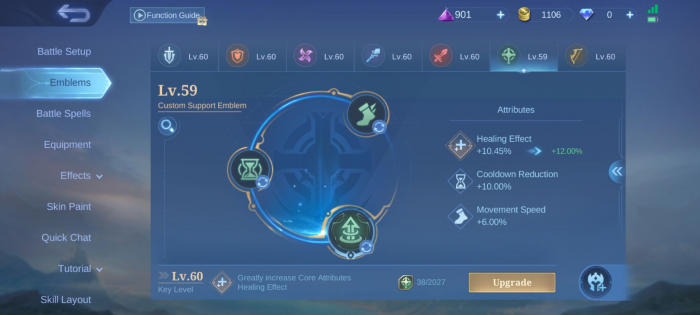 Function Guide
901
1106
0
Battle Setup
Emblems
Battle Spells
Equipment
Effects
Skin Paint
Quick Chat
Tutorial
Skill Layout
Lv.60
Lv.60
Lv.60
Lv.60
Lv.60
Lv.59
Lv.60
Lv.59
Custom Support Emblem
Attributes
Healing Effect
+10.45% +12.00%
Cooldown Reduction
+10.00%
Movement Speed
+6.00%
Lv.60
Key Level
Greatly increase Core Attributes
Healing Effect
38/2027
Upgrade